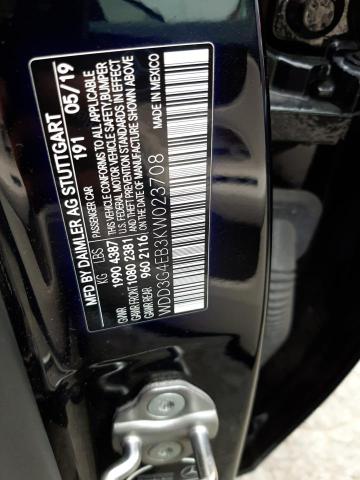 MFD BY DAIMLER AG STUTTGART
191 05/19
PASSENGER CAR
KG LBS
GVWR 1990 4387
GAWR FRONT 1080 2381
GAWR REAR 960 2116
THIS VEHICLE CONFORMS TO ALL APPLICABLE
U.S. FEDERAL MOTOR VEHICLE SAFETY, BUMPER
AND THEFT PREVENTION STANDARDS IN EFFECT
ON THE DATE OF MANUFACTURE SHOWN ABOVE.
WDD3G4EB3KW023708
MADE IN MEXICO